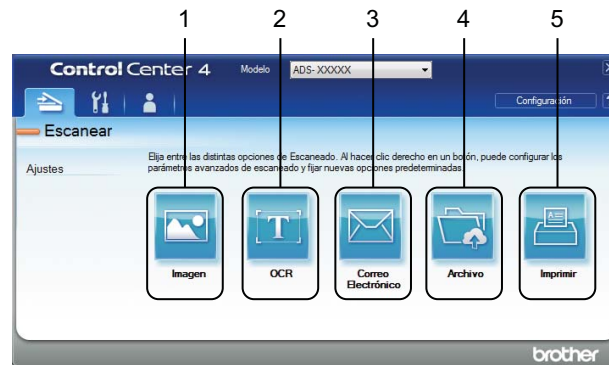 1 2 3 4 5
Control Center 4 Modelo ADS-XXXXX
Configuración
Escanear
Ajustes
Elija entre las distintas opciones de Escaneado. Al hacer clic derecho en un botón, puede configurar los
parámetros avanzados de escaneado y fijar nuevas opciones predeterminadas.
Imagen OCR Correo Archivo Imprimir
Electrónico
brother